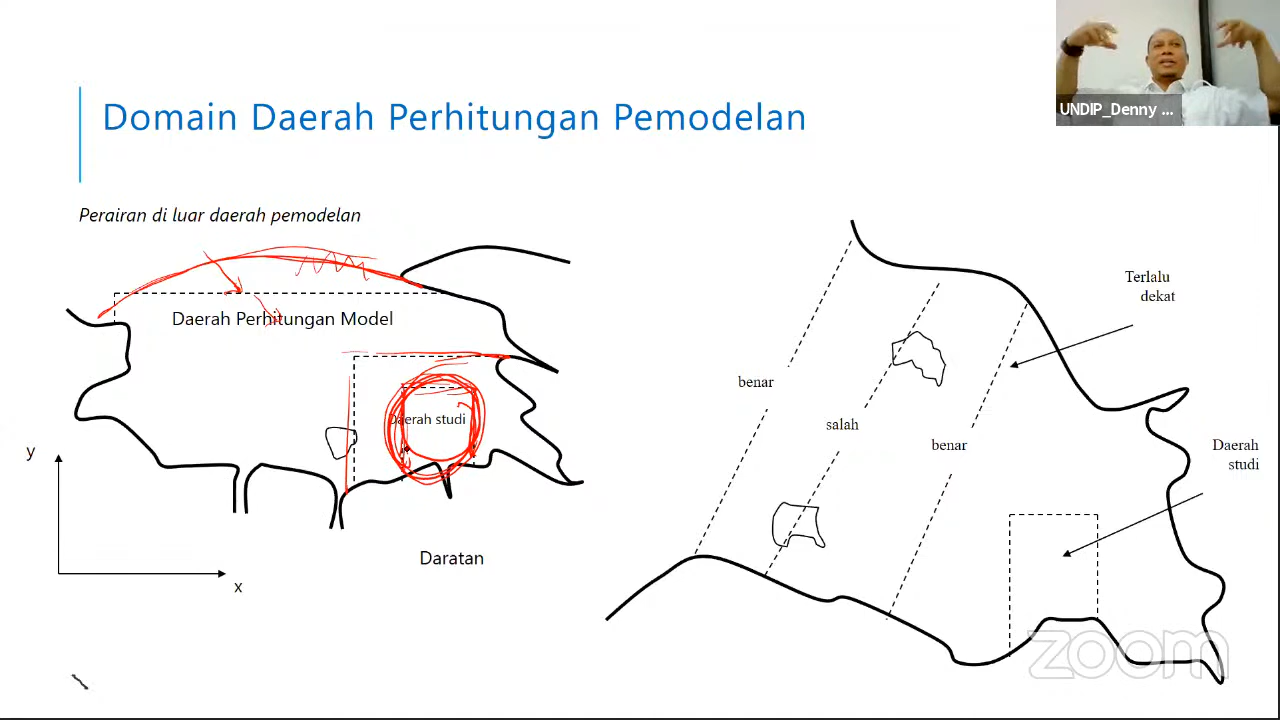 UNDIP_Denny ...
Domain Daerah Perhitungan Pemodelan
Perairan di luar daerah pemodelan
Daerah Perhitungan Model
Daerah studi
y
x
Daratan
Terlalu
dekat
benar
salah
benar
Daerah
studi
zoom